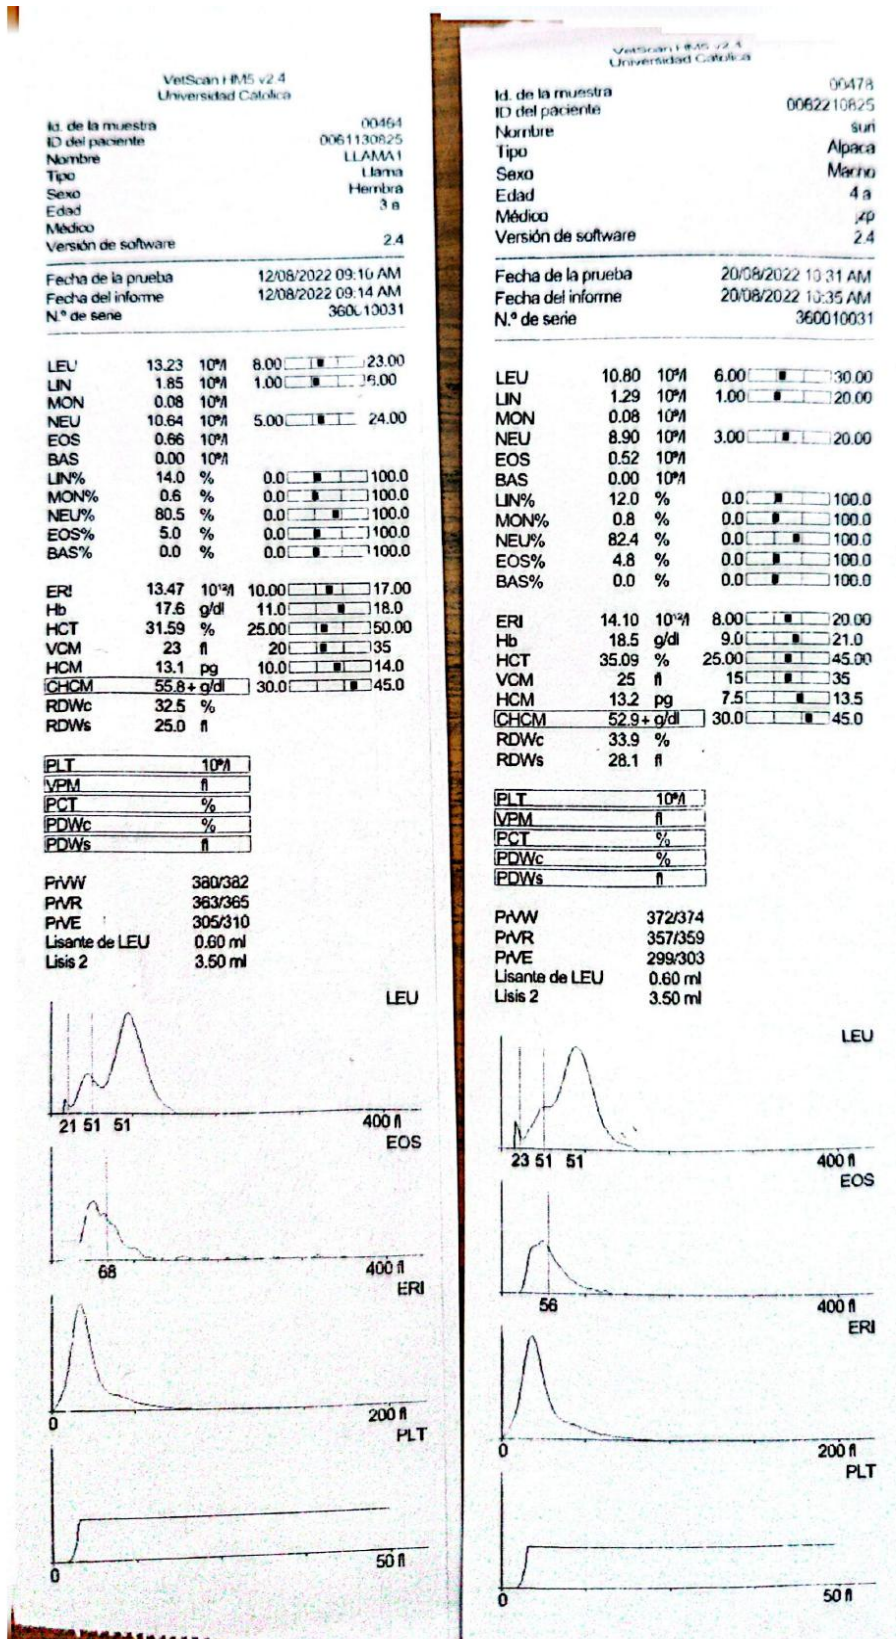 VetScan HM5 v2.4
Universidad Catolica
Id. de la muestra 00464
ID del paciente 0061130825
Nombre LLAMA1
Tipo Llama
Sexo Hembra
Edad 3 a
Médico
Versión de software 2.4
Fecha de la prueba 12/08/2022 09:10 AM
Fecha del informe 12/08/2022 09:14 AM
N.º de serie 360010031
LEU 13.23 10⁹/l 8.00 23.00
LIN 1.85 10⁹/l 1.00 6.00
MON 0.08 10⁹/l
NEU 10.64 10⁹/l 5.00 24.00
EOS 0.66 10⁹/l
BAS 0.00 10⁹/l
LIN% 14.0 % 0.0 100.0
MON% 0.6 % 0.0 100.0
NEU% 80.5 % 0.0 100.0
EOS% 5.0 % 0.0 100.0
BAS% 0.0 % 0.0 100.0
ERI 13.47 10¹²/l 10.00 17.00
Hb 17.6 g/dl 11.0 18.0
HCT 31.59 % 25.00 50.00
VCM 23 fl 20 35
HCM 13.1 pg 10.0 14.0
CHCM 55.8+ g/dl 30.0 45.0
RDWc 32.5 %
RDWs 25.0 fl
PLT 10⁹/l
VPM fl
PCT %
PDWc %
PDWs fl
PrVW 380/382
PrVR 363/365
PrVE 305/310
Lisante de LEU 0.60 ml
Lisis 2 3.50 ml
LEU
21 51 51 400 fl
EOS
68 400 fl
ERI
0 200 fl
PLT
0 50 fl
VetScan HM5 v2.4
Universidad Catolica
Id. de la muestra 00478
ID del paciente 0062210825
Nombre suri
Tipo Alpaca
Sexo Macho
Edad 4 a
Médico
Versión de software 2.4
Fecha de la prueba 20/08/2022 10:31 AM
Fecha del informe 20/08/2022 10:35 AM
N.º de serie 360010031
LEU 10.80 10⁹/l 6.00 30.00
LIN 1.29 10⁹/l 1.00 20.00
MON 0.08 10⁹/l
NEU 8.90 10⁹/l 3.00 20.00
EOS 0.52 10⁹/l
BAS 0.00 10⁹/l
LIN% 12.0 % 0.0 100.0
MON% 0.8 % 0.0 100.0
NEU% 82.4 % 0.0 100.0
EOS% 4.8 % 0.0 100.0
BAS% 0.0 % 0.0 100.0
ERI 14.10 10¹²/l 8.00 20.00
Hb 18.5 g/dl 9.0 21.0
HCT 35.09 % 25.00 45.00
VCM 25 fl 15 35
HCM 13.2 pg 7.5 13.5
CHCM 52.9+ g/dl 30.0 45.0
RDWc 33.9 %
RDWs 28.1 fl
PLT 10⁹/l
VPM fl
PCT %
PDWc %
PDWs fl
PrVW 372/374
PrVR 357/359
PrVE 299/303
Lisante de LEU 0.60 ml
Lisis 2 3.50 ml
LEU
23 51 51 400 fl
EOS
56 400 fl
ERI
0 200 fl
PLT
0 50 fl